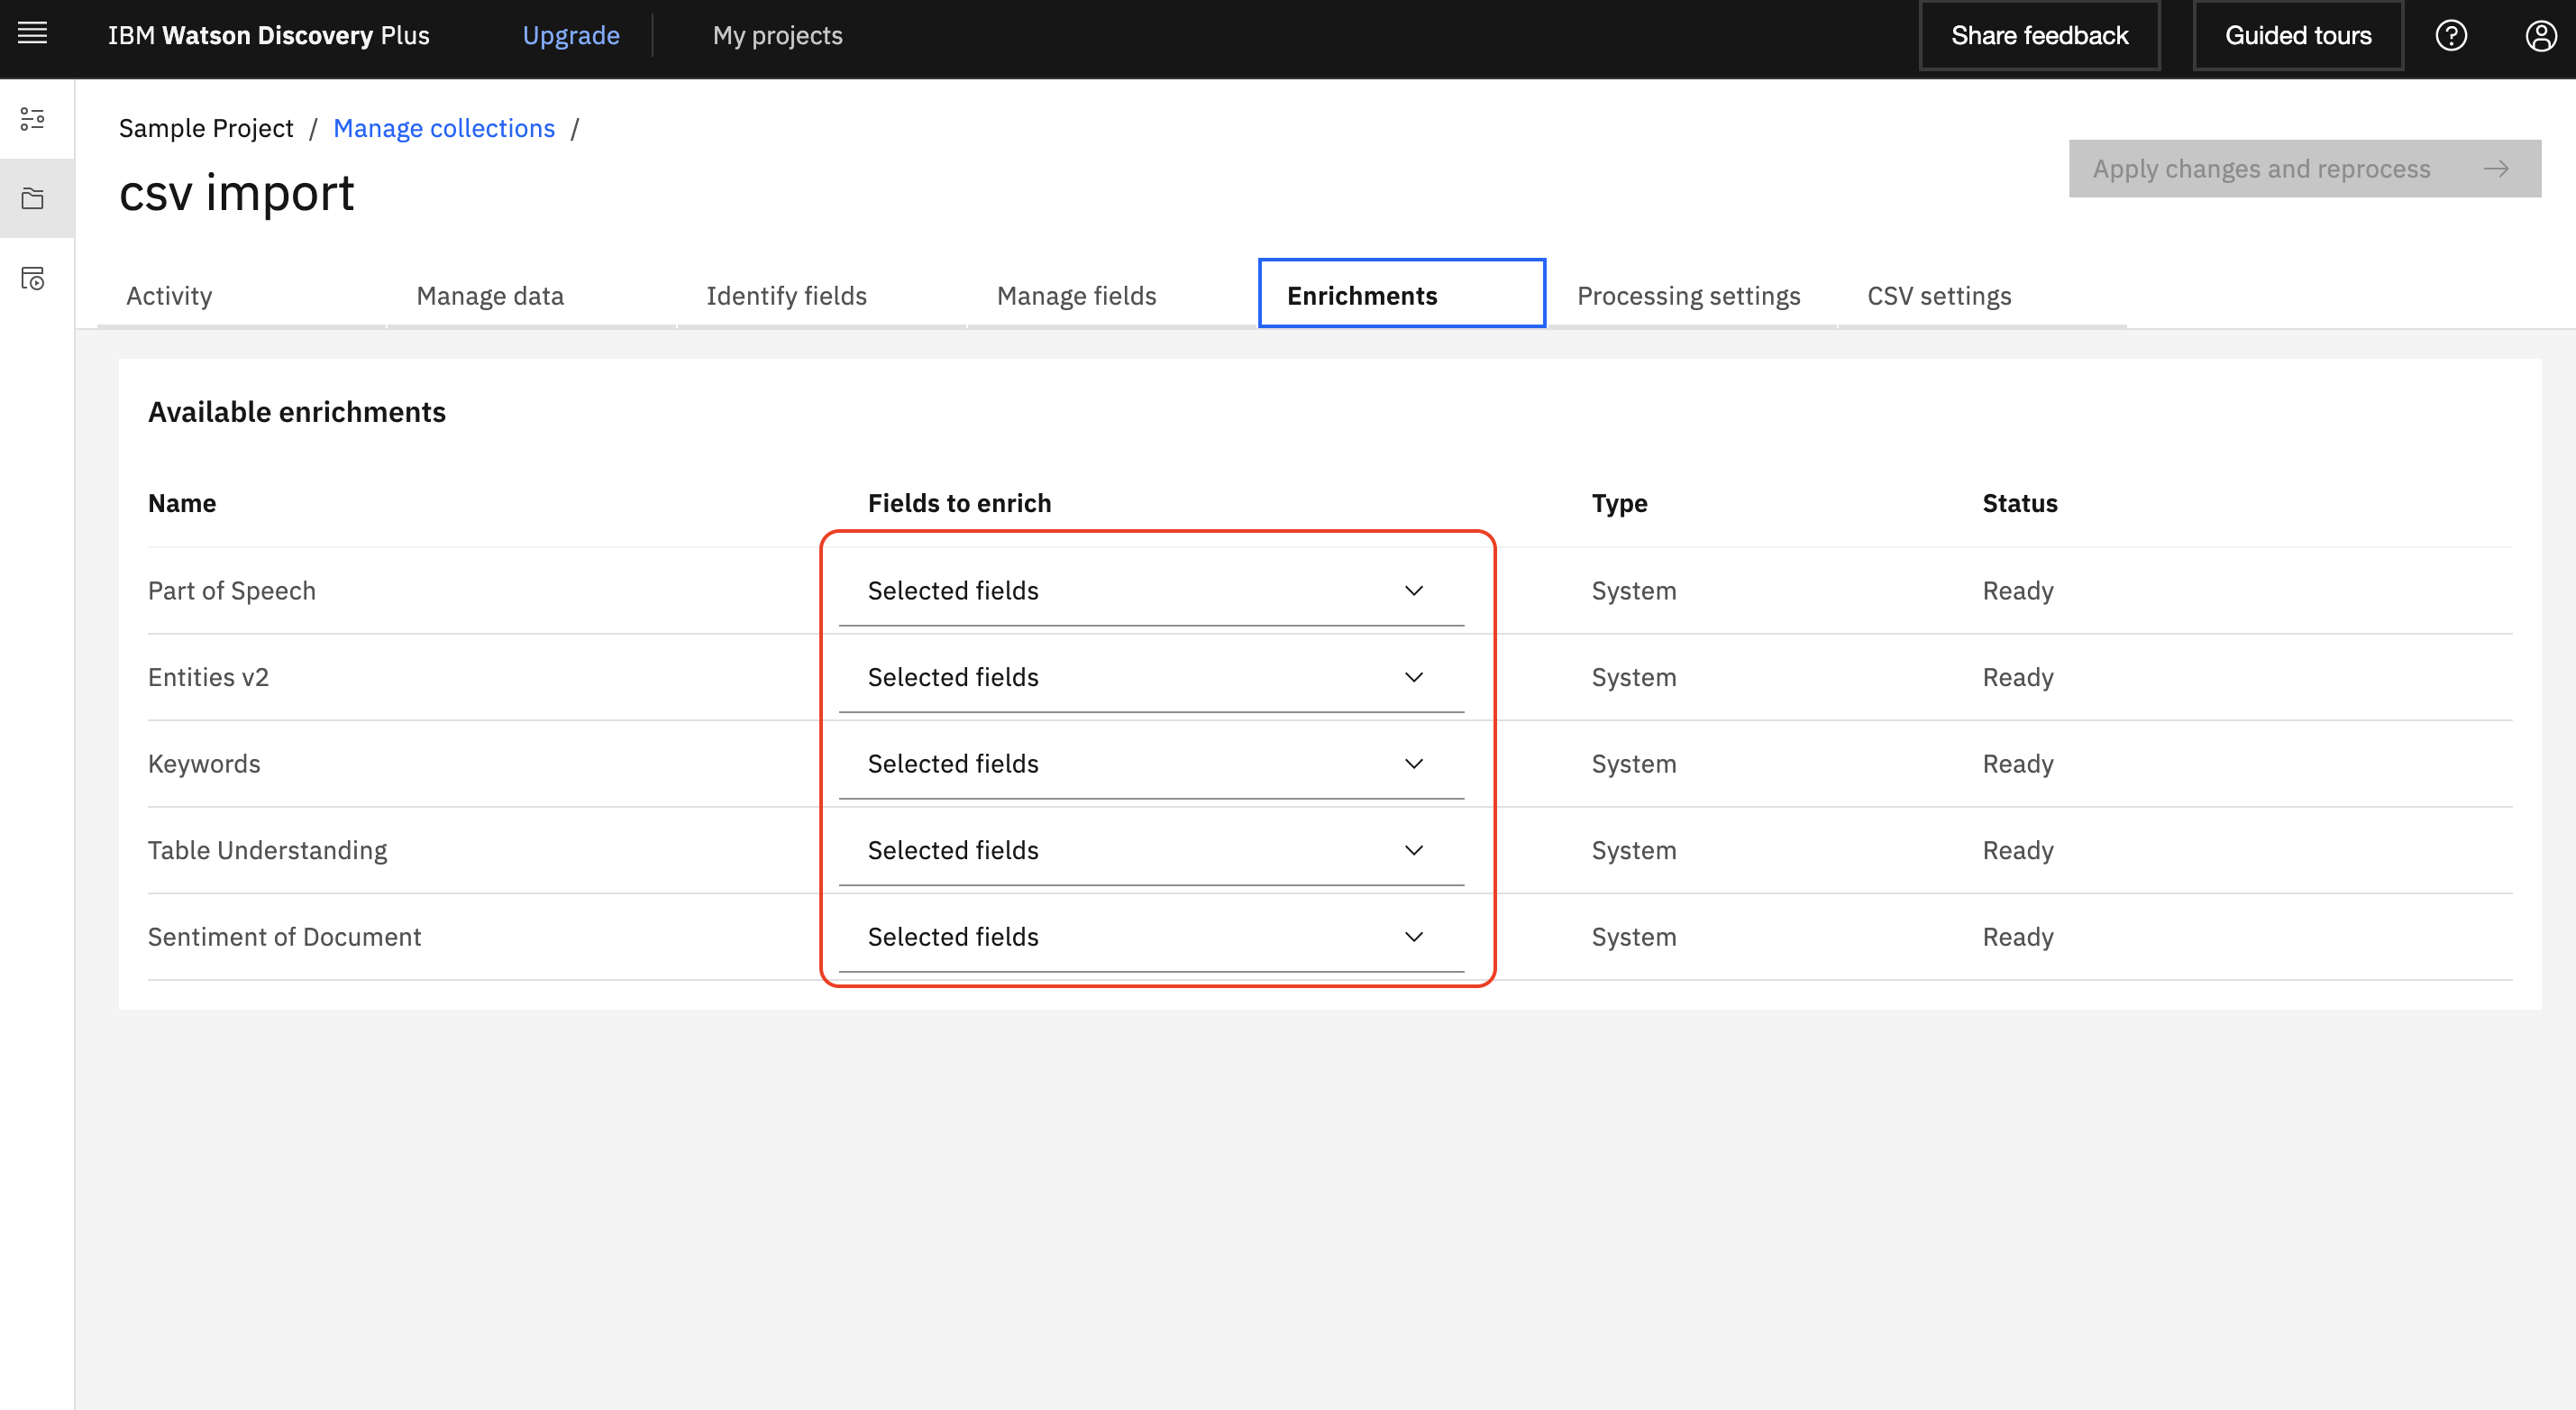 IBM Watson Discovery Plus Upgrade My projects Share feedback Guided tours
Sample Project / Manage collections /
Apply changes and reprocess
csv import
Activity Manage data Identify fields Manage fields Enrichments Processing settings CSV settings
Available enrichments
Name Fields to enrich Type Status
Part of Speech Selected fields System Ready
Entities v2 Selected fields System Ready
Keywords Selected fields System Ready
Table Understanding Selected fields System Ready
Sentiment of Document Selected fields System Ready